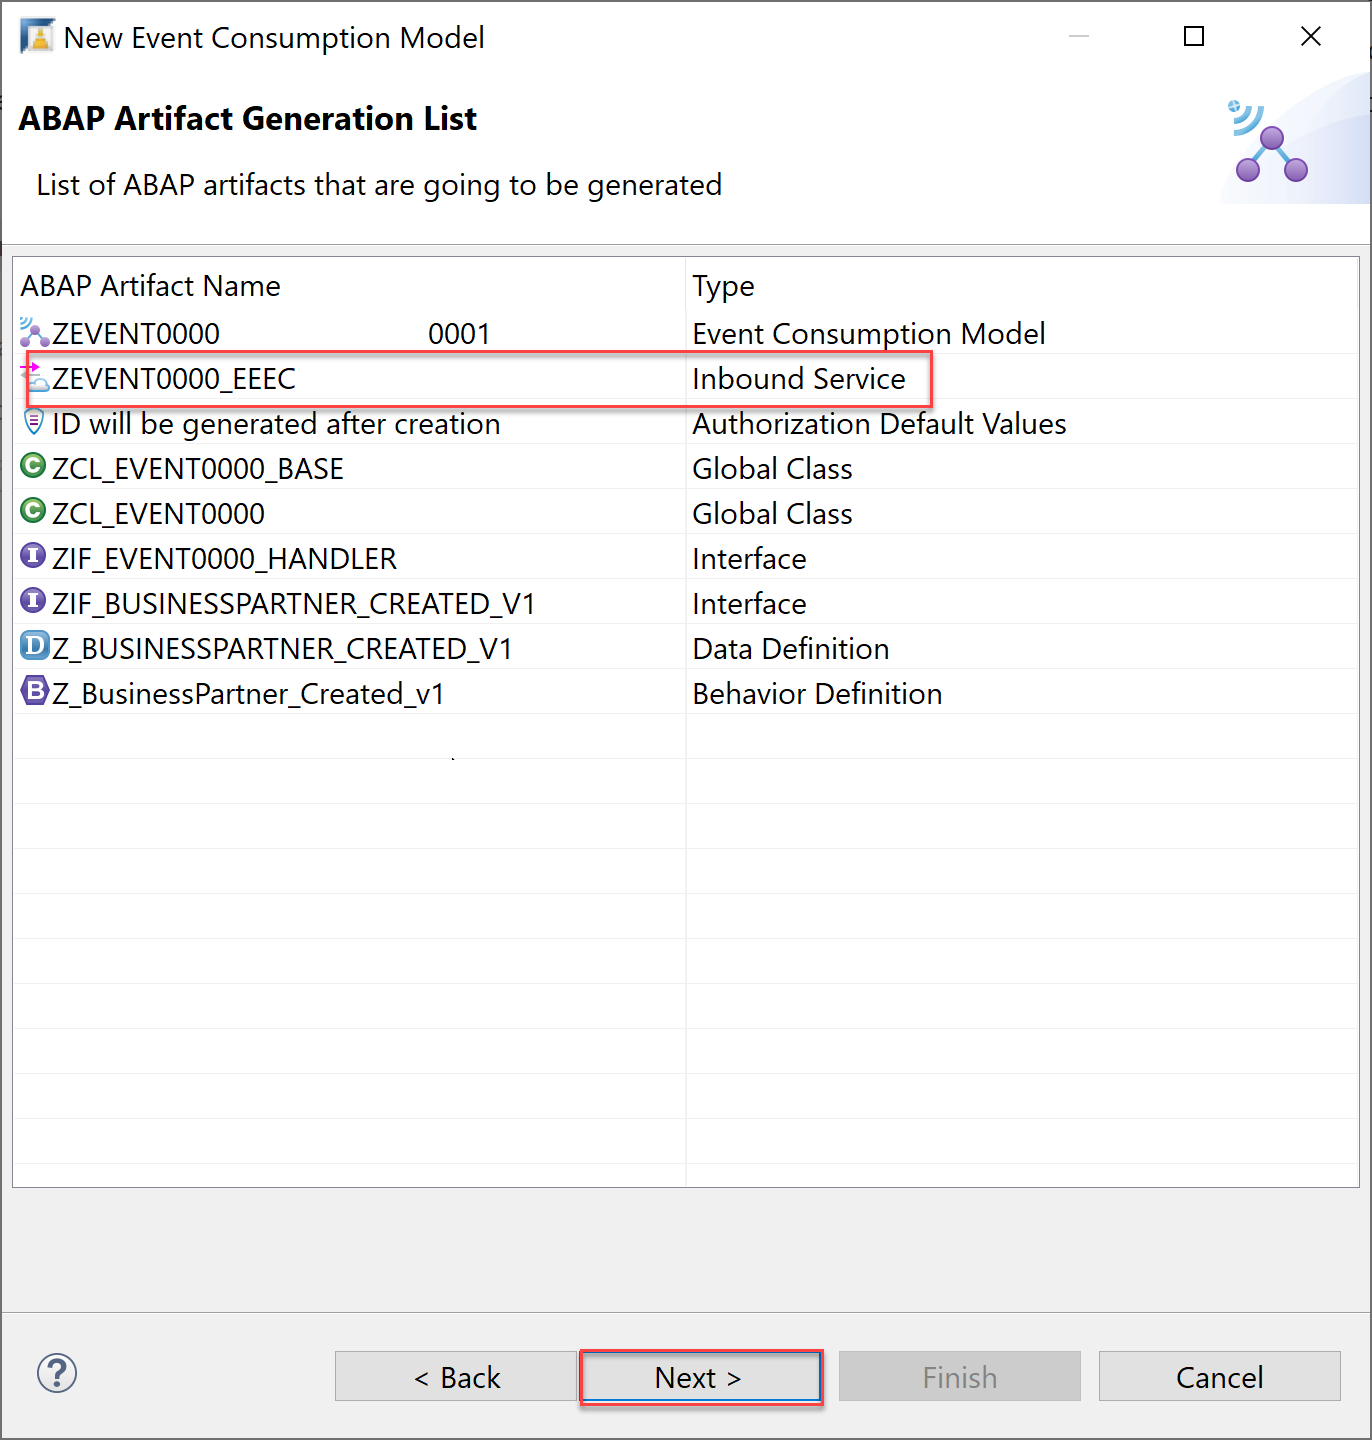 New Event Consumption Model
ABAP Artifact Generation List
List of ABAP artifacts that are going to be generated
ABAP Artifact Name Type
ZEVENT0000 0001 Event Consumption Model
ZEVENT0000_EEEC Inbound Service
ID will be generated after creation Authorization Default Values
C ZCL_EVENT0000_BASE Global Class
C ZCL_EVENT0000 Global Class
I ZIF_EVENT0000_HANDLER Interface
I ZIF_BUSINESSPARTNER_CREATED_V1 Interface
D Z_BUSINESSPARTNER_CREATED_V1 Data Definition
B Z_BusinessPartner_Created_v1 Behavior Definition
? < Back Next > Finish Cancel